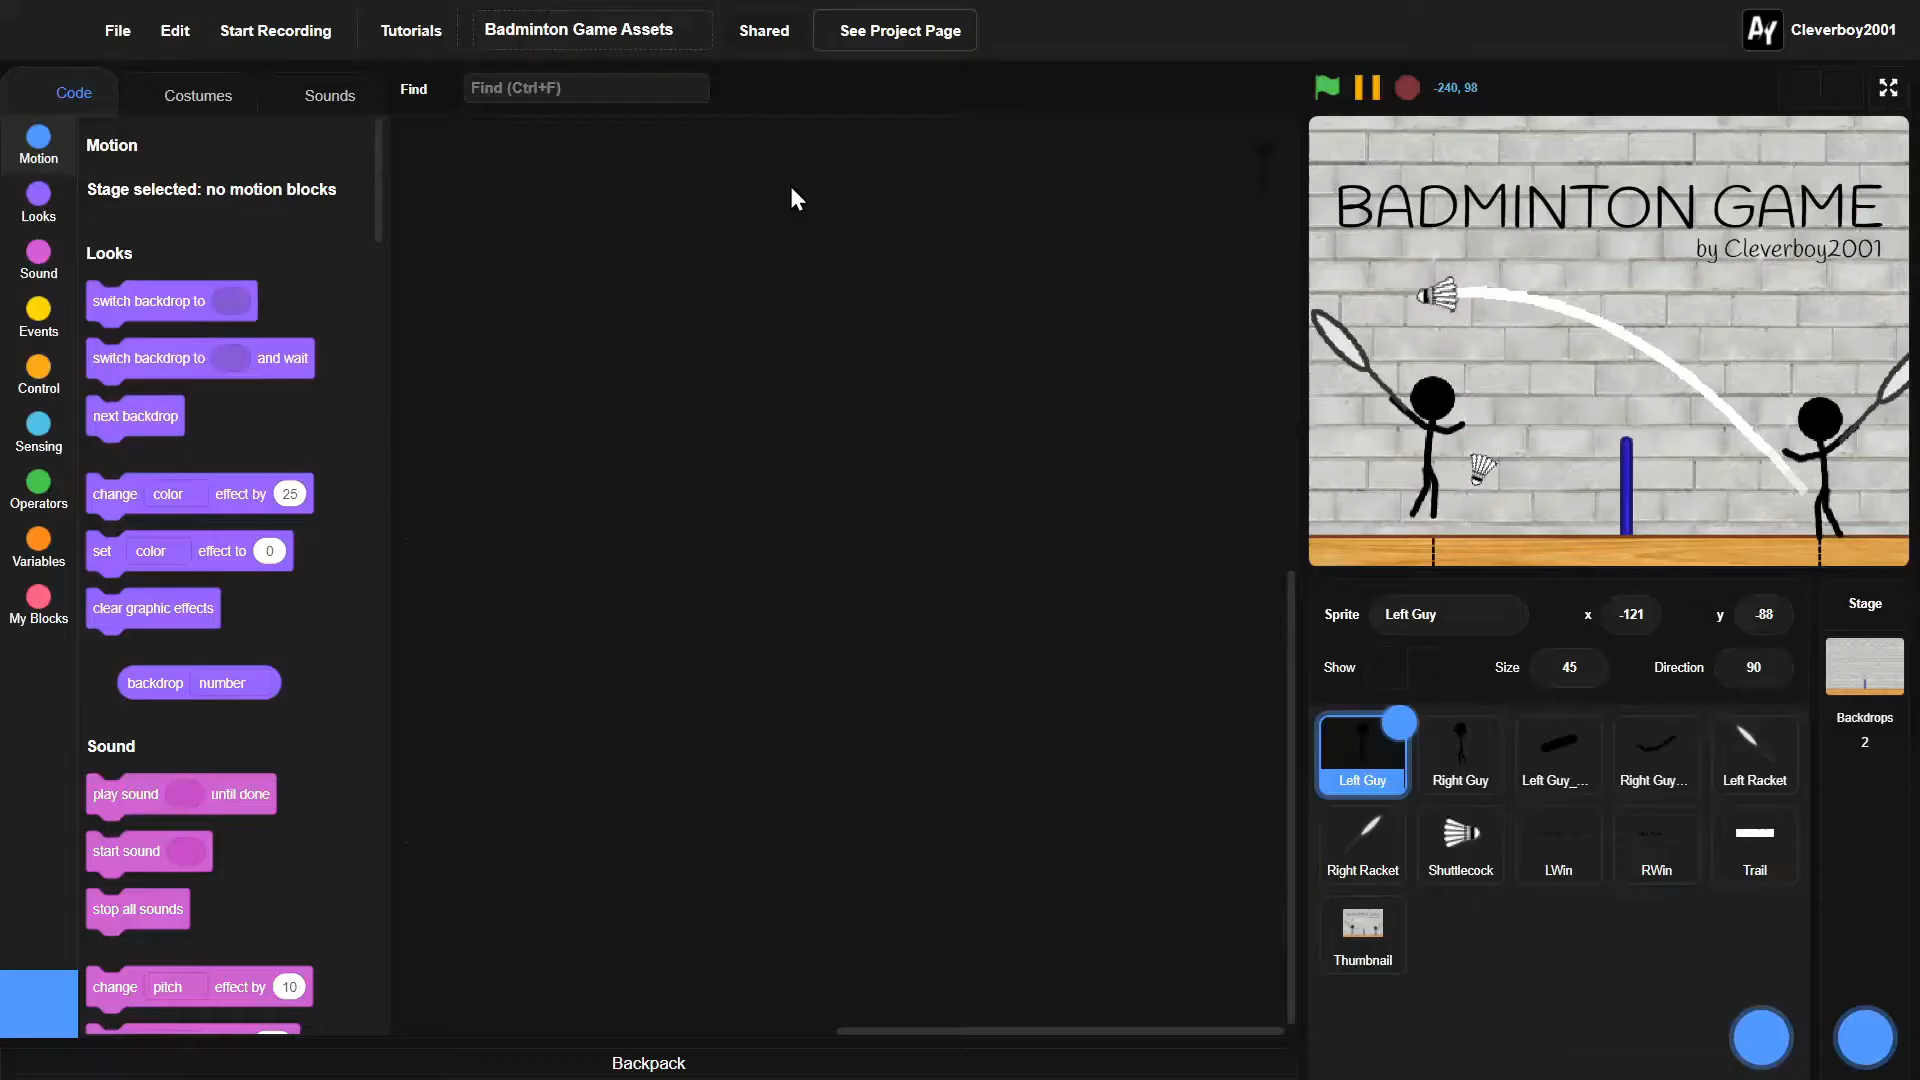 File Edit Start Recording Tutorials Badminton Game Assets Shared See Project Page Ay Cleverboy2001
Code Costumes Sounds Find Find (Ctrl+F) -240, 98
Motion
Looks
Sound
Events
Control
Sensing
Operators
Variables
My Blocks
Motion
Stage selected: no motion blocks
Looks
switch backdrop to
switch backdrop to and wait
next backdrop
change color effect by 25
set color effect to 0
clear graphic effects
backdrop number
Sound
play sound until done
start sound
stop all sounds
change pitch effect by 10
Backpack
BADMINTON GAME
by Cleverboy2001
Sprite Left Guy x -121 y -88
Show Size 45 Direction 90
Left Guy Right Guy Left Guy_... Right Guy... Left Racket
Right Racket Shuttlecock LWin RWin Trail
Thumbnail
Stage
Backdrops
2